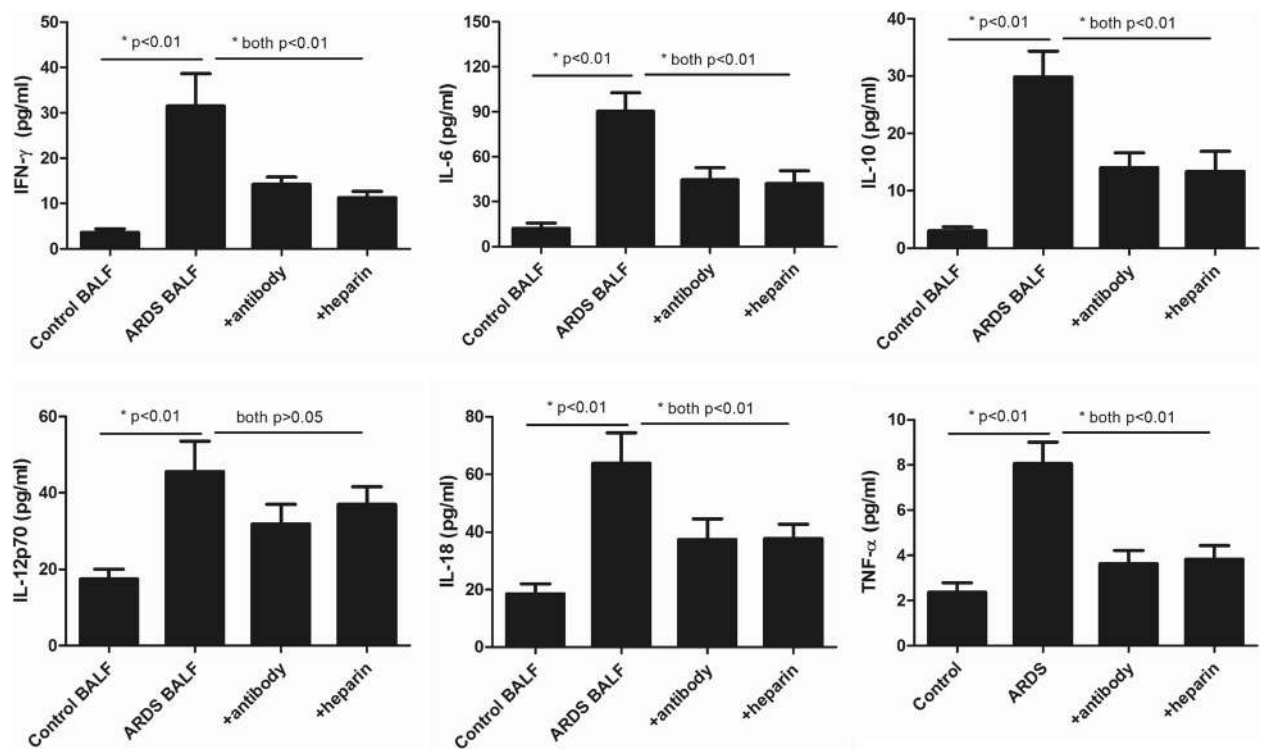 * p<0.01
* both p<0.01
50
40
30
20
10
0
IFN-γ (pg/ml)
Control BALF
ARDS BALF
+antibody
+heparin
* p<0.01
* both p<0.01
150
120
90
60
30
0
IL-6 (pg/ml)
Control BALF
ARDS BALF
+antibody
+heparin
* p<0.01
* both p<0.01
40
30
20
10
0
IL-10 (pg/ml)
Control BALF
ARDS BALF
+antibody
+heparin
* p<0.01
both p>0.05
60
40
20
0
IL-12p70 (pg/ml)
Control BALF
ARDS BALF
+antibody
+heparin
* p<0.01
* both p<0.01
80
60
40
20
0
IL-18 (pg/ml)
Control BALF
ARDS BALF
+antibody
+heparin
* p<0.01
* both p<0.01
10
8
6
4
2
0
TNF-α (pg/ml)
Control
ARDS
+antibody
+heparin